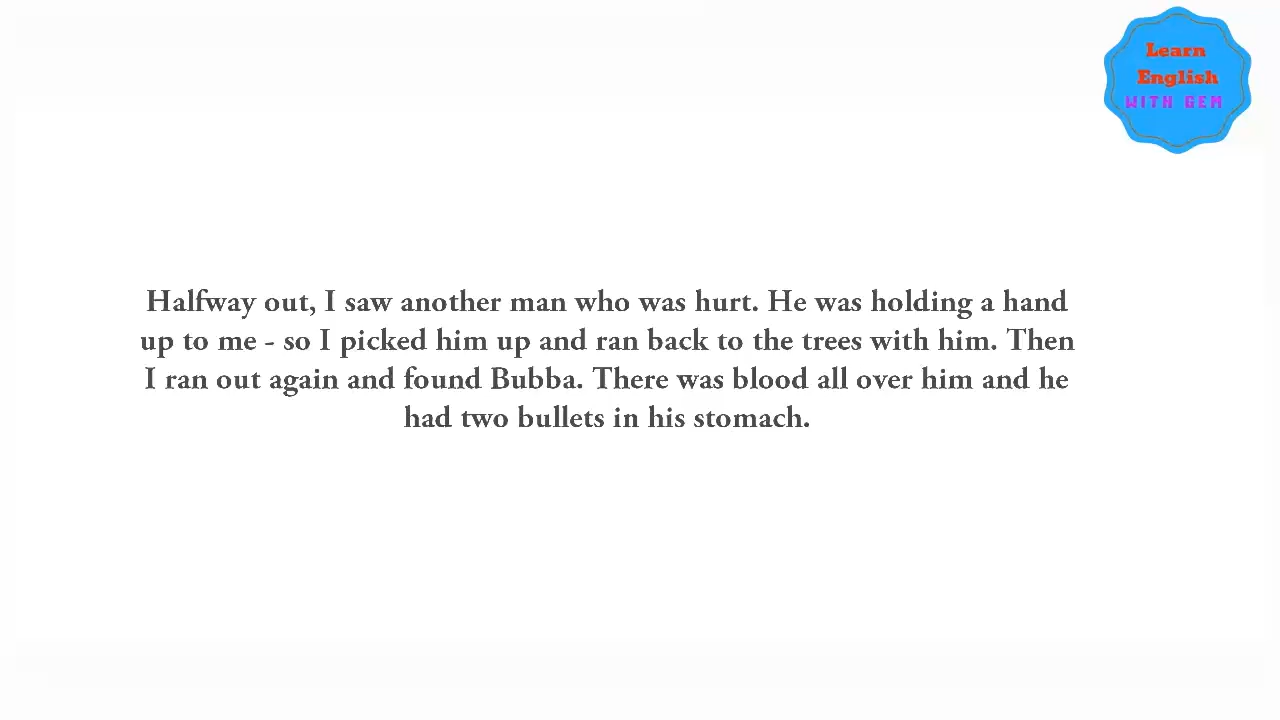 Learn
English
WITH GEM
Halfway out, I saw another man who was hurt. He was holding a hand
up to me - so I picked him up and ran back to the trees with him. Then
I ran out again and found Bubba. There was blood all over him and he
had two bullets in his stomach.